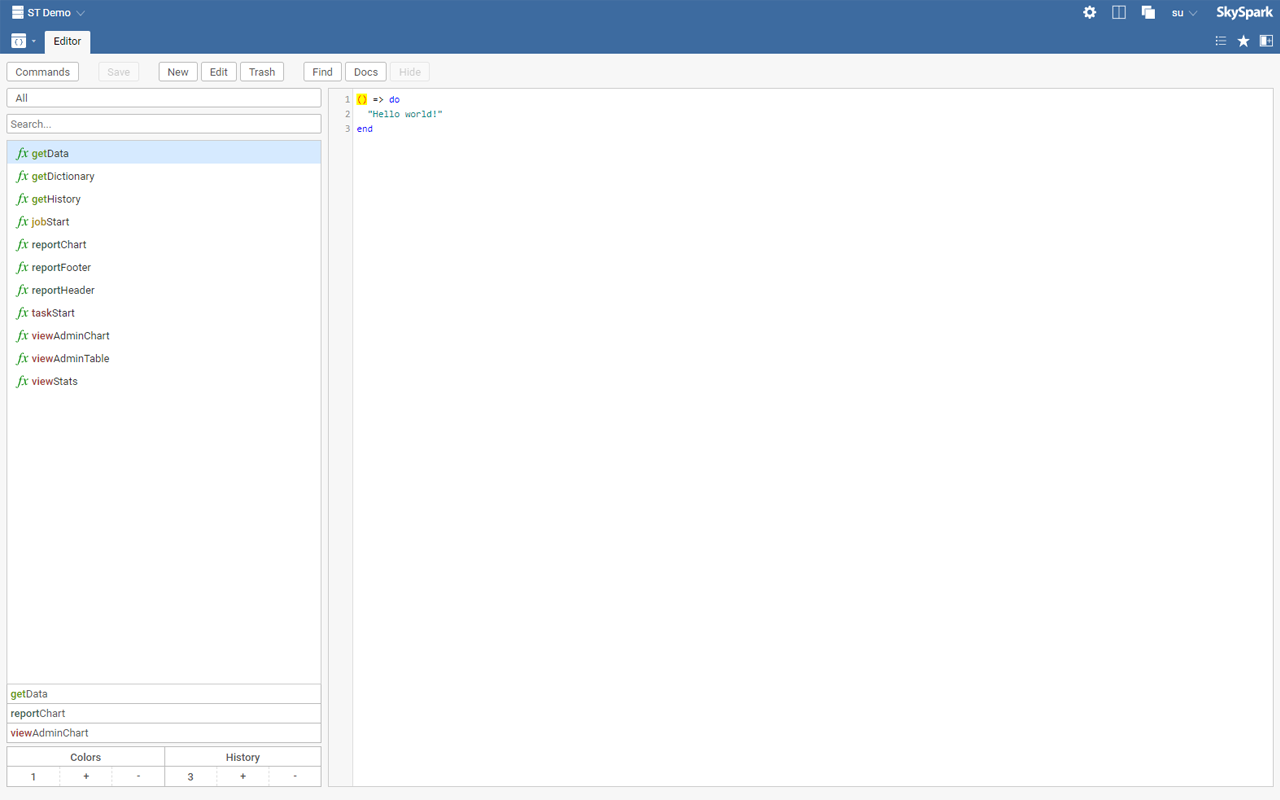 ST Demo
su
SkySpark
Editor
Commands Save New Edit Trash Find Docs Hide
All
Search...
fx getData
fx getDictionary
fx getHistory
fx jobStart
fx reportChart
fx reportFooter
fx reportHeader
fx taskStart
fx viewAdminChart
fx viewAdminTable
fx viewStats
getData
reportChart
viewAdminChart
Colors History
1 + - 3 + -
1 () => do
2 "Hello world!"
3 end